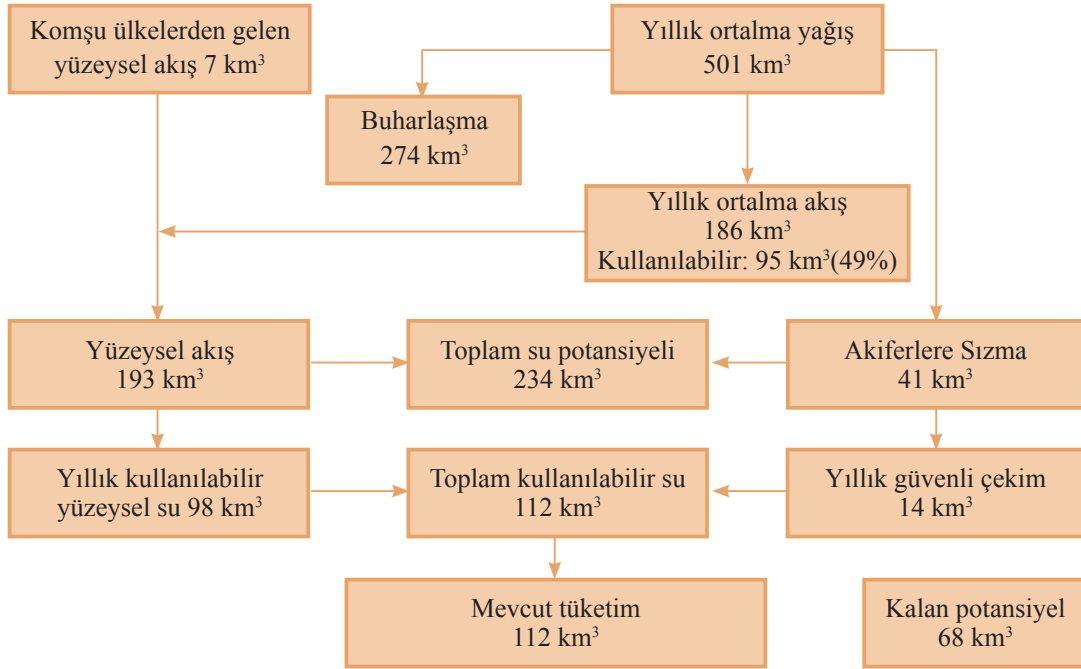 Komşu ülkelerden gelen
yüzeysel akış 7 km³
Yıllık ortalma yağış
501 km³
Buharlaşma
274 km³
Yıllık ortalma akış
186 km³
Kullanılabilir: 95 km³(49%)
Yüzeysel akış
193 km³
Toplam su potansiyeli
234 km³
Akiferlere Sızma
41 km³
Yıllık kullanılabilir
yüzeysel su 98 km³
Toplam kullanılabilir su
112 km³
Yıllık güvenli çekim
14 km³
Mevcut tüketim
112 km³
Kalan potansiyel
68 km³